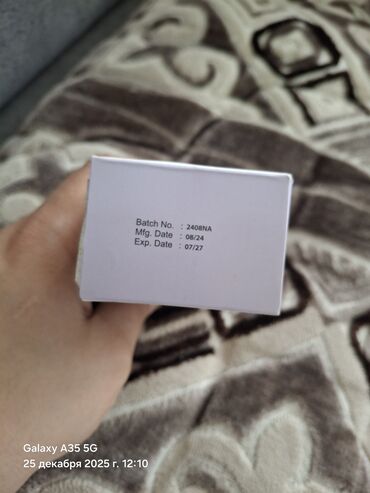 Batch No. : 2408NA
Mfg. Date : 08/24
Exp. Date : 07/27
Galaxy A35 5G
25 декабря 2025 г. 12:10